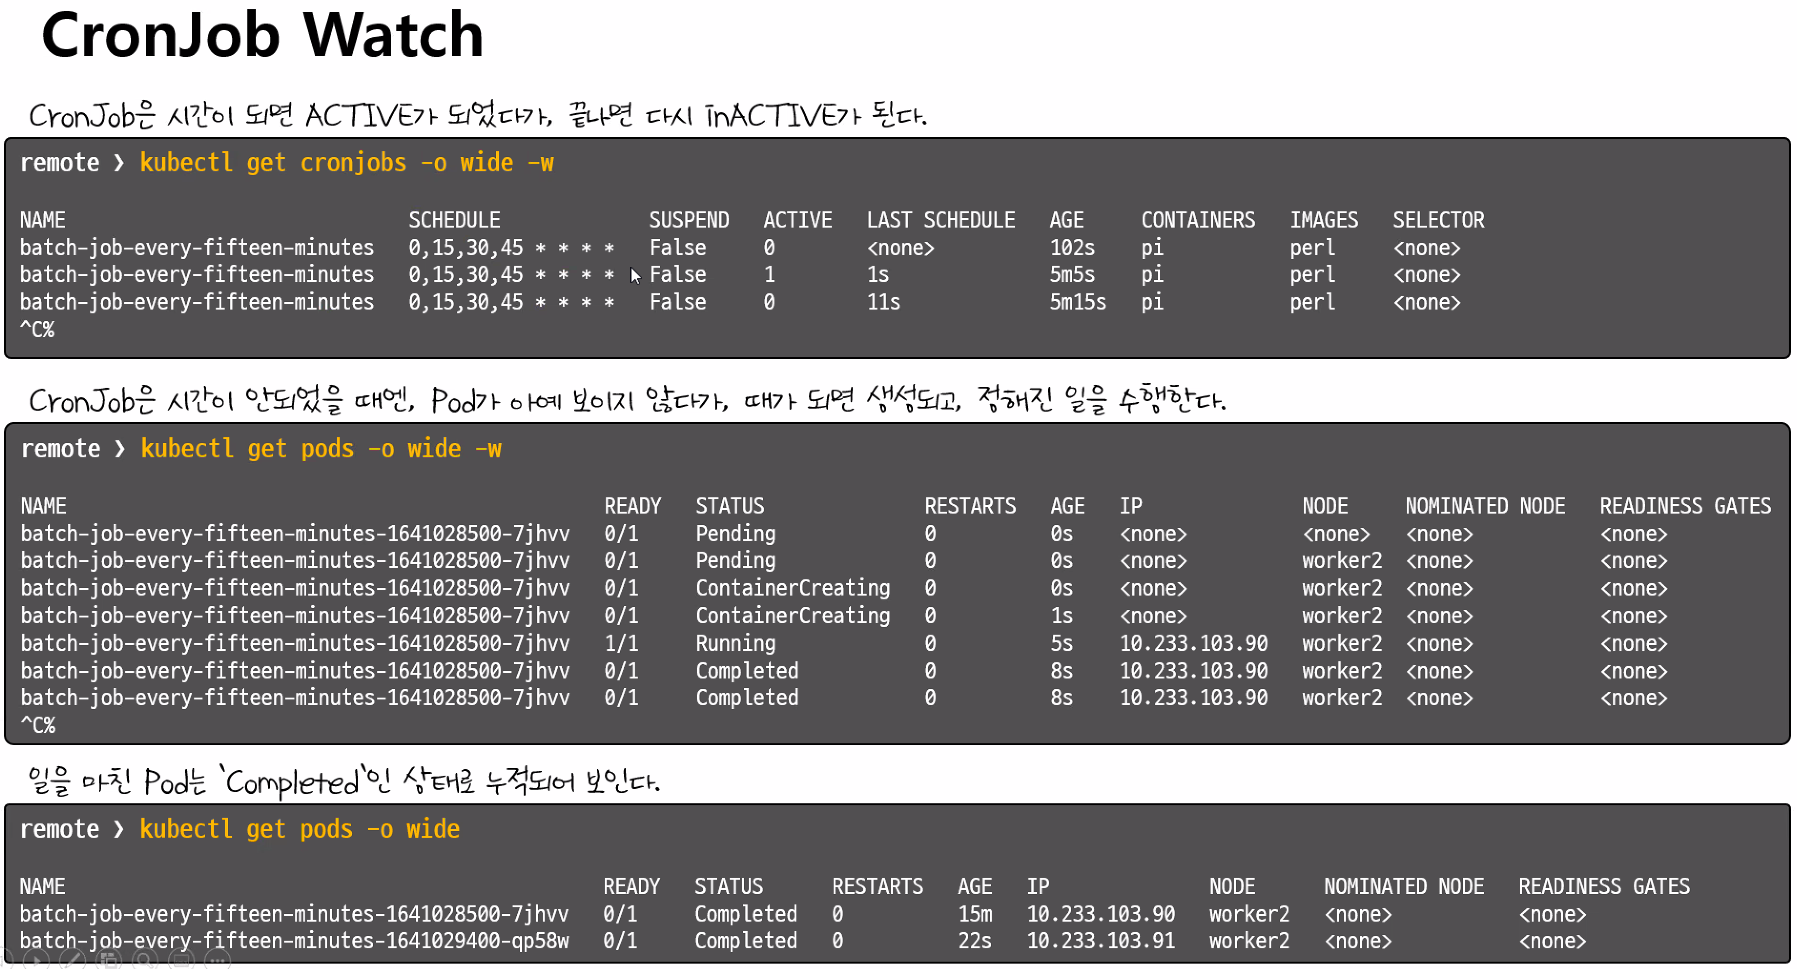 CronJob Watch
CronJob은 시간이 되면 ACTIVE가 되었다가, 끝나면 다시 inACTIVE가 된다.
remote ❯ kubectl get cronjobs -o wide -w
NAME SCHEDULE SUSPEND ACTIVE LAST SCHEDULE AGE CONTAINERS IMAGES SELECTOR
batch-job-every-fifteen-minutes 0,15,30,45 * * * * False 0 <none> 102s pi perl <none>
batch-job-every-fifteen-minutes 0,15,30,45 * * * * False 1 1s 5m5s pi perl <none>
batch-job-every-fifteen-minutes 0,15,30,45 * * * * False 0 11s 5m15s pi perl <none>
^C%
CronJob은 시간이 안되었을 때엔, Pod가 아예 보이지 않다가, 때가 되면 생성되고, 정해진 일을 수행한다.
remote ❯ kubectl get pods -o wide -w
NAME READY STATUS RESTARTS AGE IP NODE NOMINATED NODE READINESS GATES
batch-job-every-fifteen-minutes-1641028500-7jhvv 0/1 Pending 0 0s <none> <none> <none> <none>
batch-job-every-fifteen-minutes-1641028500-7jhvv 0/1 Pending 0 0s <none> worker2 <none> <none>
batch-job-every-fifteen-minutes-1641028500-7jhvv 0/1 ContainerCreating 0 0s <none> worker2 <none> <none>
batch-job-every-fifteen-minutes-1641028500-7jhvv 0/1 ContainerCreating 0 1s <none> worker2 <none> <none>
batch-job-every-fifteen-minutes-1641028500-7jhvv 1/1 Running 0 5s 10.233.103.90 worker2 <none> <none>
batch-job-every-fifteen-minutes-1641028500-7jhvv 0/1 Completed 0 8s 10.233.103.90 worker2 <none> <none>
batch-job-every-fifteen-minutes-1641028500-7jhvv 0/1 Completed 0 8s 10.233.103.90 worker2 <none> <none>
^C%
일을 마친 Pod는 'Completed'인 상태로 누적되어 보인다.
remote ❯ kubectl get pods -o wide
NAME READY STATUS RESTARTS AGE IP NODE NOMINATED NODE READINESS GATES
batch-job-every-fifteen-minutes-1641028500-7jhvv 0/1 Completed 0 15m 10.233.103.90 worker2 <none> <none>
batch-job-every-fifteen-minutes-1641029400-qp58w 0/1 Completed 0 22s 10.233.103.91 worker2 <none> <none>